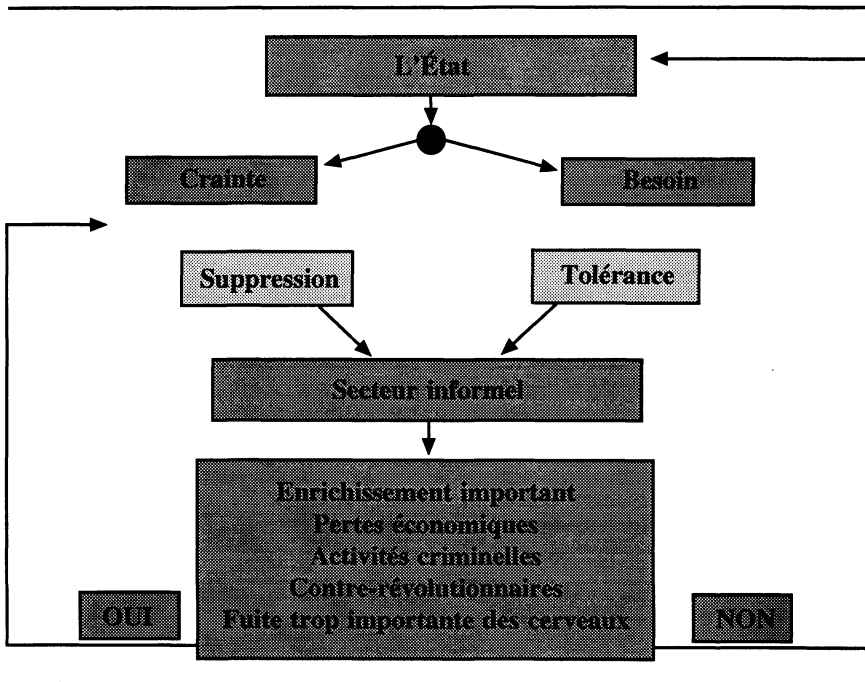 L'État
Crainte
Besoin
Suppression
Tolérance
Secteur informel
Enrichissement important
Pertes économiques
Activités criminelles
Contre-révolutionnaires
Fuite trop importante des cerveaux
OUI
NON